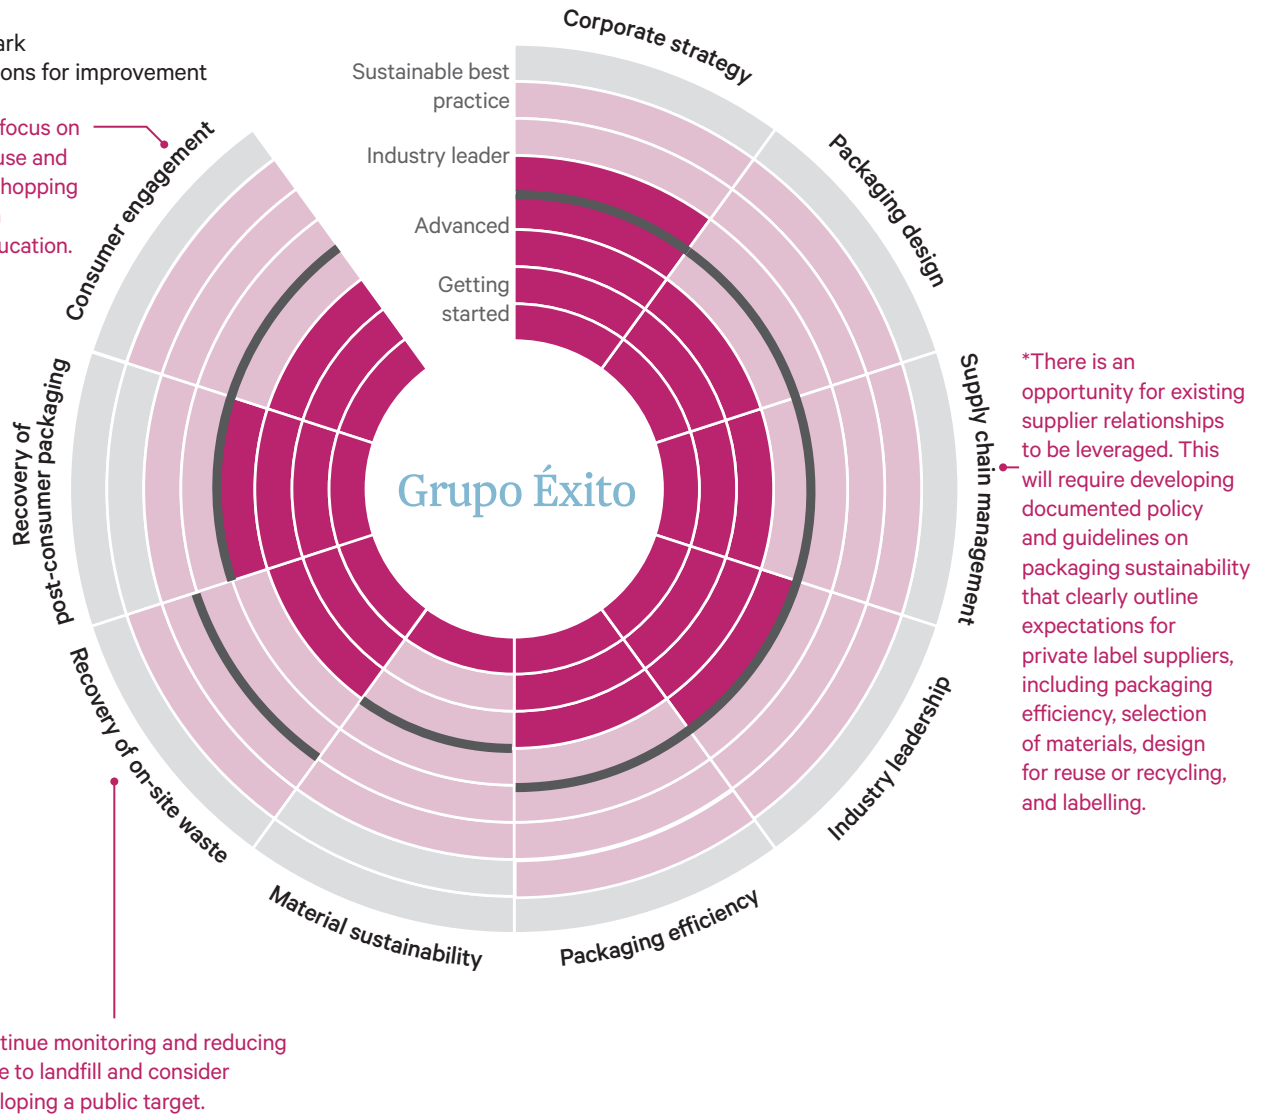 ons for improvement
focus on
use and
ucation.
Corporate strategy
Sustainable best
practice
Industry leader
Advanced
Getting
started
Packaging design
Supply chain management
*There is an
opportunity for existing
supplier relationships
to be leveraged. This
will require developing
documented policy
and guidelines on
packaging sustainability
that clearly outline
expectations for
private label suppliers,
including packaging
efficiency, selection
of materials, design
for reuse or recycling,
and labelling.
Industry leadership
Packaging efficiency
Material sustainability
Recovery of on-site waste
Recovery of
post-consumer packaging
Consumer engagement
Grupo Éxito
tinue monitoring and reducing
e to landfill and consider
loping a public target.